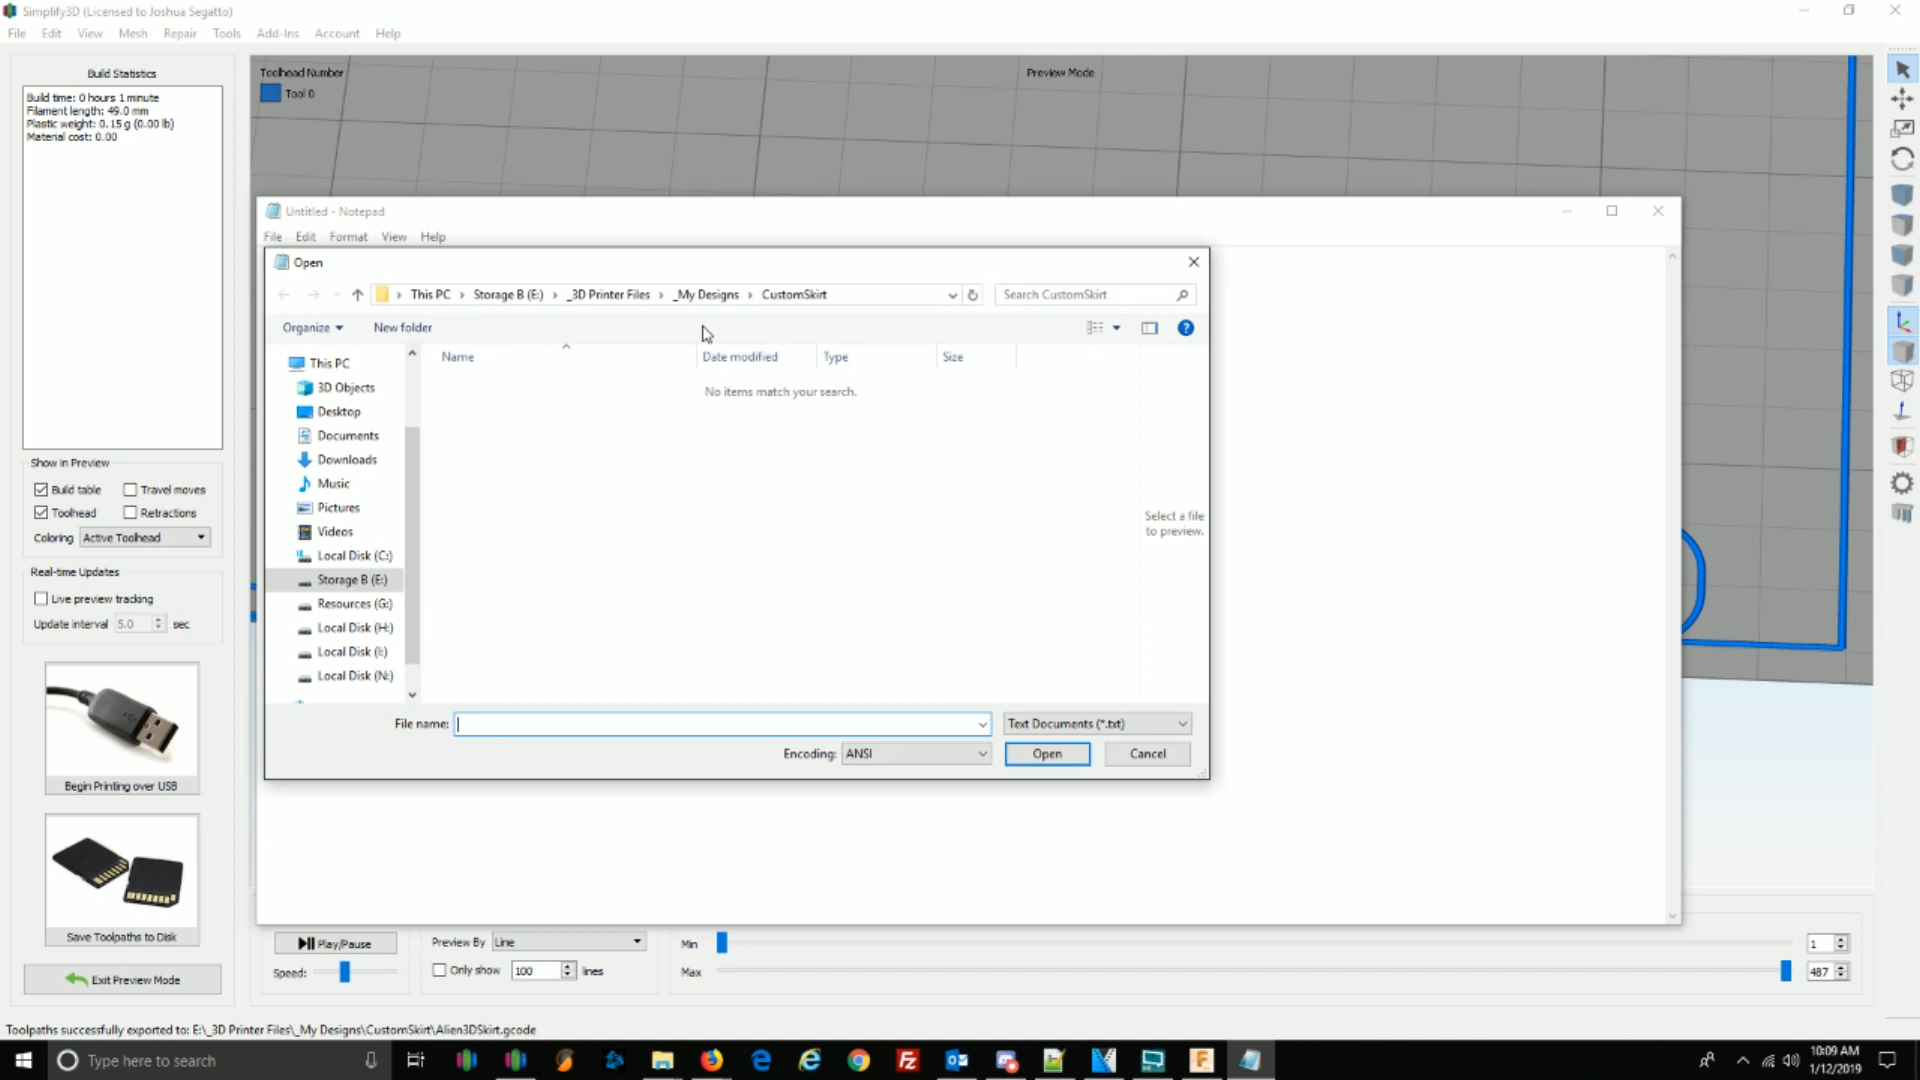 Simplify3D (Licensed to Joshua Segatto)
File Edit View Mesh Repair Tools Add-Ins Account Help
Build Statistics
Build time: 0 hours 1 minute
Filament length: 49.0 mm
Plastic weight: 0.15 g (0.00 lb)
Material cost: 0.00
Toolhead Number
Tool 0
Preview Mode
Untitled - Notepad
File Edit Format View Help
Open
This PC › Storage B (E:) › _3D Printer Files › _My Designs › CustomSkirt
Search CustomSkirt
Organize New folder
This PC
3D Objects
Desktop
Documents
Downloads
Music
Pictures
Videos
Local Disk (C:)
Storage B (E:)
Resources (G:)
Local Disk (H:)
Local Disk (I:)
Local Disk (N:)
Name Date modified Type Size
No items match your search.
Select a file
to preview.
File name: Text Documents (*.txt)
Encoding: ANSI Open Cancel
Show in Preview
Build table Travel moves
Toolhead Retractions
Coloring Active Toolhead
Real-time Updates
Live preview tracking
Update interval 5.0 sec
Begin Printing over USB
Save Toolpaths to Disk
Exit Preview Mode
Play/Pause
Speed:
Preview By Line
Only show 100 lines
Min 1
Max 487
Toolpaths successfully exported to: E:\_3D Printer Files\_My Designs\CustomSkirt\Alien3DSkirt.gcode
Type here to search
10:09 AM
1/12/2019